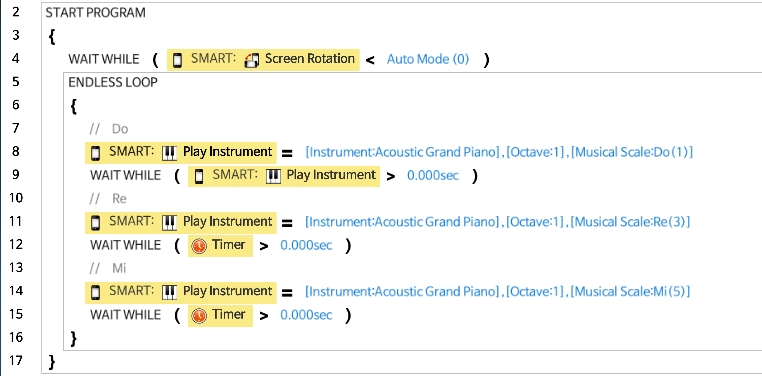 2 START PROGRAM
3 {
4 WAIT WHILE ( SMART: Screen Rotation < Auto Mode (0) )
5 ENDLESS LOOP
6 {
7 // Do
8 SMART: Play Instrument = [Instrument:Acoustic Grand Piano],[Octave:1],[Musical Scale:Do(1)]
9 WAIT WHILE ( SMART: Play Instrument > 0.000sec )
10 // Re
11 SMART: Play Instrument = [Instrument:Acoustic Grand Piano],[Octave:1],[Musical Scale:Re(3)]
12 WAIT WHILE ( Timer > 0.000sec )
13 // Mi
14 SMART: Play Instrument = [Instrument:Acoustic Grand Piano],[Octave:1],[Musical Scale:Mi(5)]
15 WAIT WHILE ( Timer > 0.000sec )
16 }
17 }